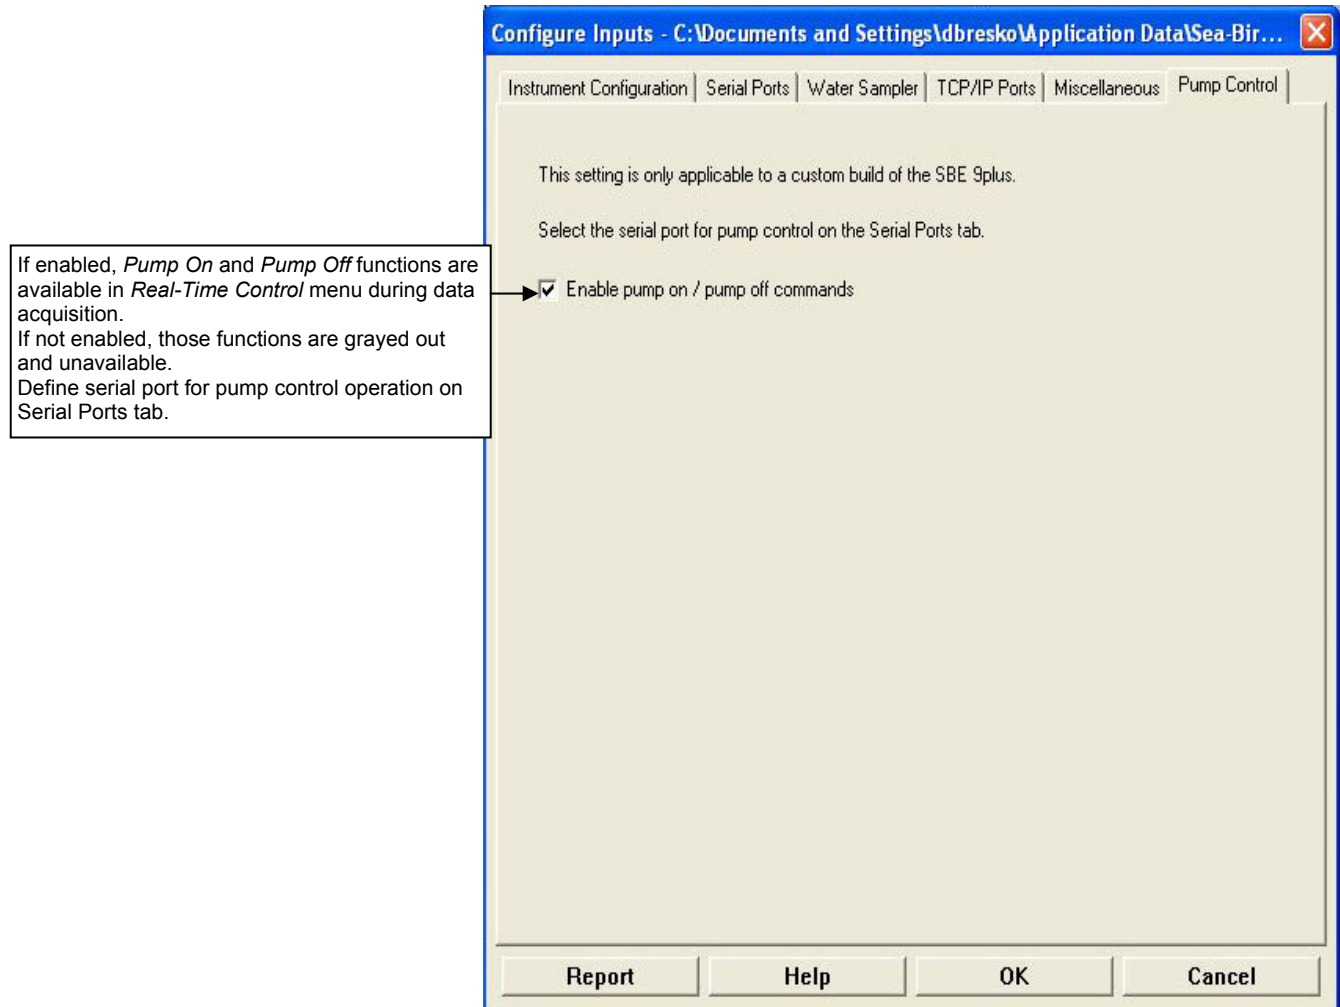 Configure Inputs - C:\Documents and Settings\dbresko\Application Data\Sea-Bir...
Instrument Configuration
Serial Ports
Water Sampler
TCP/IP Ports
Miscellaneous
Pump Control
This setting is only applicable to a custom build of the SBE 9plus.
Select the serial port for pump control on the Serial Ports tab.
If enabled, Pump On and Pump Off functions are
available in Real-Time Control menu during data
acquisition.
If not enabled, those functions are grayed out
and unavailable.
Define serial port for pump control operation on
Serial Ports tab.
Enable pump on / pump off commands
Report
Help
OK
Cancel